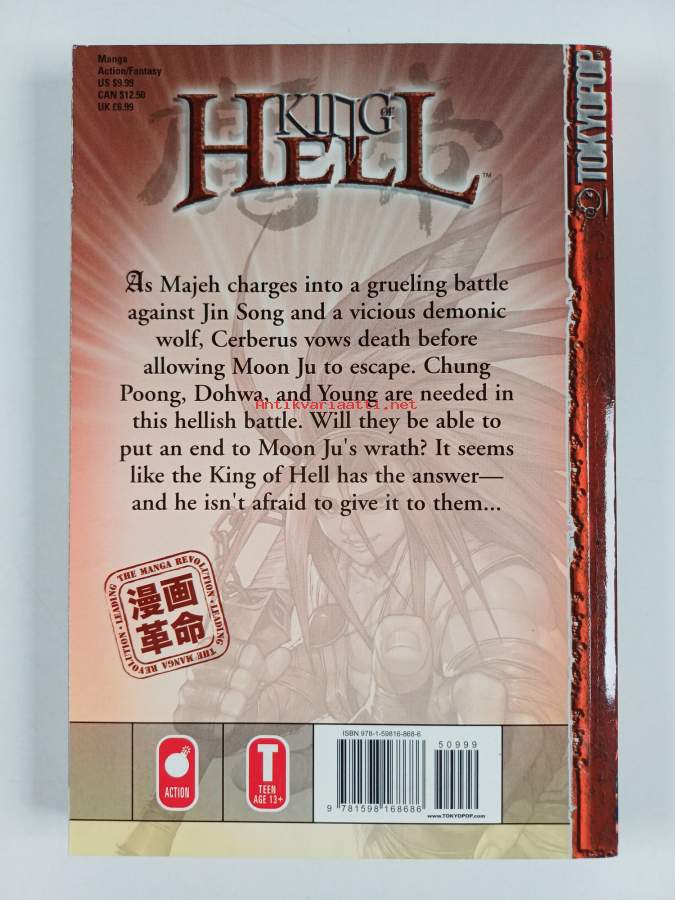 Manga
Action/Fantasy
US $9.99
CAN $12.50
UK £6.99
KING OF
HELL™
TOKYOPOP
As Majeh charges into a grueling battle
against Jin Song and a vicious demonic
wolf, Cerberus vows death before
allowing Moon Ju to escape. Chung
Poong, Dohwa, and Young are needed in
Antikvariaatti.net
this hellish battle. Will they be able to
put an end to Moon Ju's wrath? It seems
like the King of Hell has the answer—
and he isn't afraid to give it to them...
LEADING · THE MANGA REVOLUTION · LEADING · THE MANGA REVOLUTION ·
漫画
革命
ACTION
T
TEEN
AGE 13+
ISBN 978-1-59816-868-6
50999
9 781598 168686
www.TOKYOPOP.com